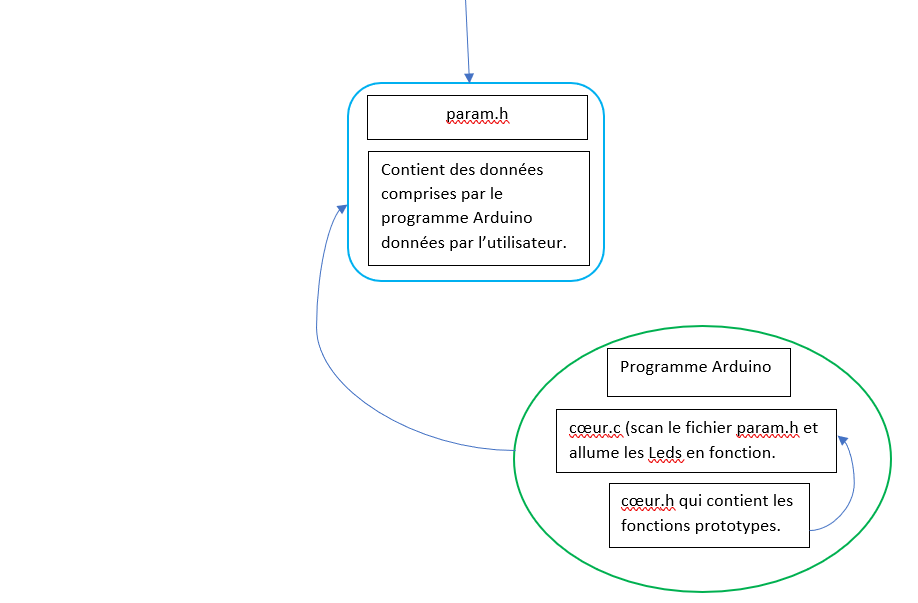 param.h
Contient des données
comprises par le
programme Arduino
données par l’utilisateur.
Programme Arduino
cœur.c (scan le fichier param.h et
allume les Leds en fonction.
cœur.h qui contient les
fonctions prototypes.